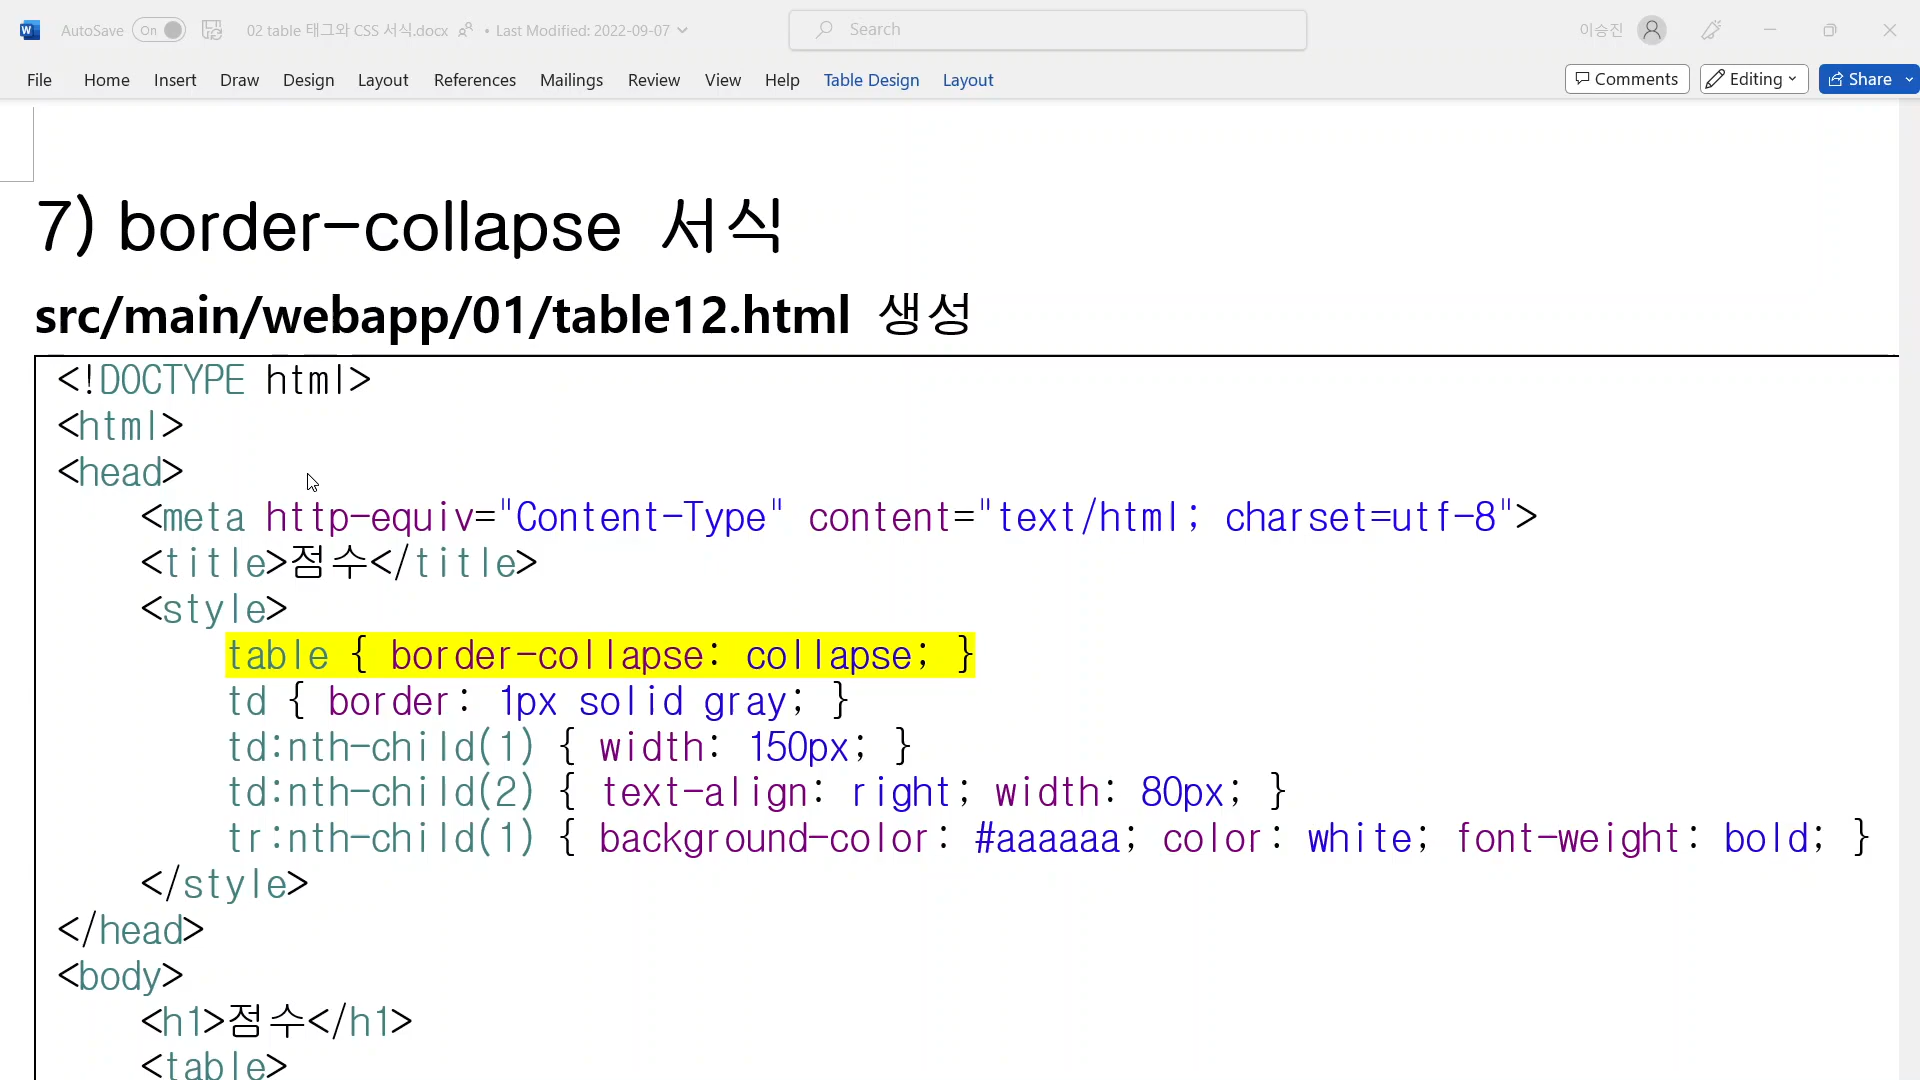 AutoSave On 02 table 태그와 CSS 서식.docx • Last Modified: 2022-09-07 Search 이승진
File Home Insert Draw Design Layout References Mailings Review View Help Table Design Layout Comments Editing Share
7) border-collapse 서식
src/main/webapp/01/table12.html 생성
<!DOCTYPE html>
<html>
<head>
<meta http-equiv="Content-Type" content="text/html; charset=utf-8">
<title>점수</title>
<style>
table { border-collapse: collapse; }
td { border: 1px solid gray; }
td:nth-child(1) { width: 150px; }
td:nth-child(2) { text-align: right; width: 80px; }
tr:nth-child(1) { background-color: #aaaaaa; color: white; font-weight: bold; }
</style>
</head>
<body>
<h1>점수</h1>
<table>